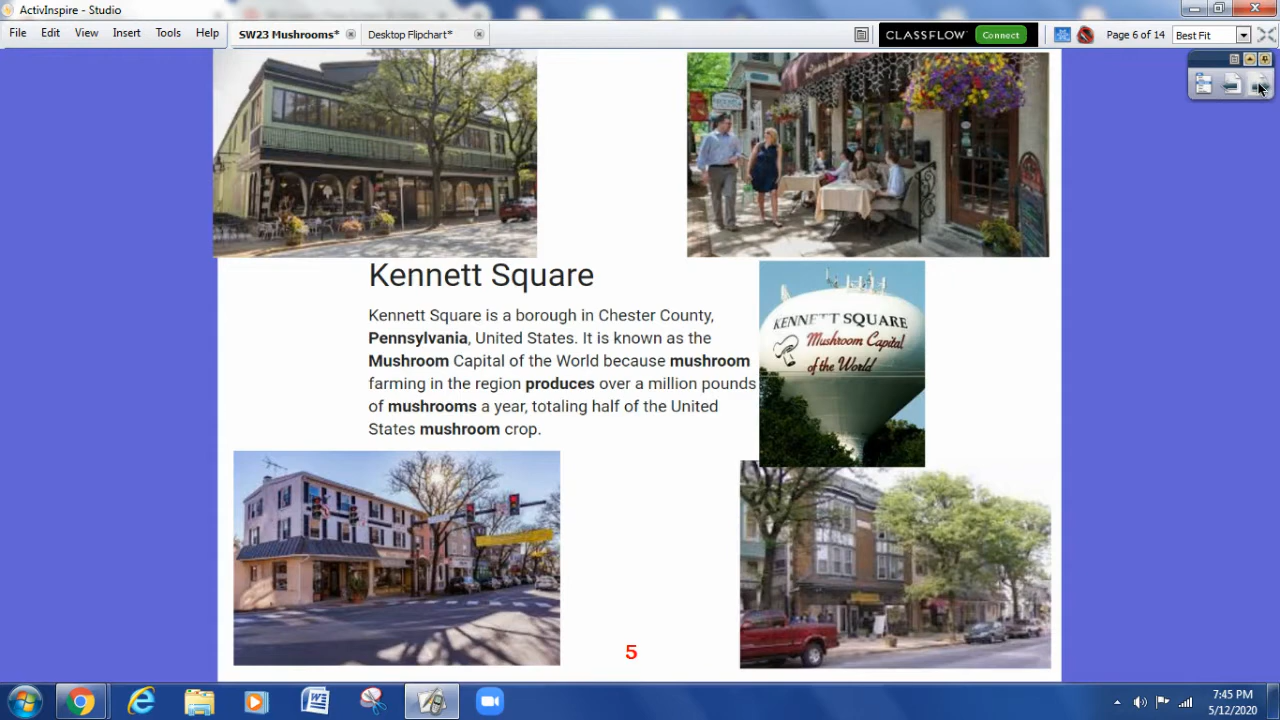 ActivInspire - Studio
File Edit View Insert Tools Help
SW23 Mushrooms*
Desktop Flipchart*
CLASSFLOW
Connect
Page 6 of 14
Best Fit
Kennett Square
Kennett Square is a borough in Chester County,
Pennsylvania, United States. It is known as the
Mushroom Capital of the World because mushroom
farming in the region produces over a million pounds
of mushrooms a year, totaling half of the United
States mushroom crop.
KENNETT SQUARE
Mushroom Capital
of the World
5
7:45 PM
5/12/2020